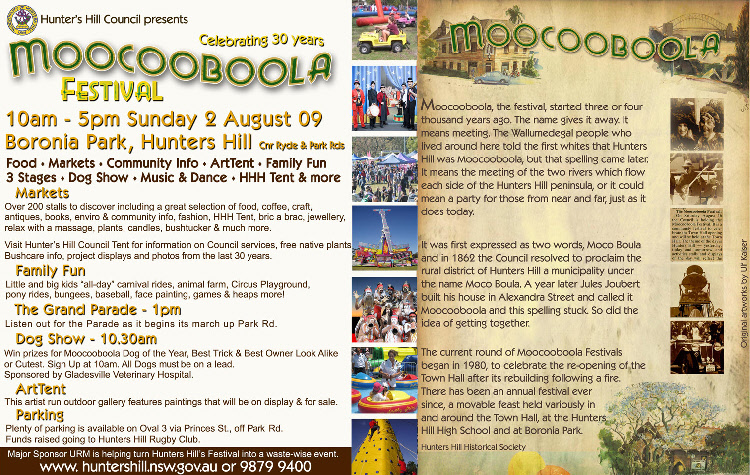 Hunter's Hill Council presents
Celebrating 30 years
MOOCOOBOOLA
FESTIVAL
10am - 5pm Sunday 2 August 09
Boronia Park, Hunters Hill Cnr Ryde & Park Rds
Food • Markets • Community Info • ArtTent • Family Fun
3 Stages • Dog Show • Music & Dance • HHH Tent & more
Markets
Over 200 stalls to discover including a great selection of food, coffee, craft,
antiques, books, enviro & community info, fashion, HHH Tent, bric a brac, jewellery,
relax with a massage, plants candles, bushtucker & much more.
Visit Hunter's Hill Council Tent for information on Council services, free native plants
Bushcare info, project displays and photos from the last 30 years.
Family Fun
Little and big kids "all-day" carnival rides, animal farm, Circus Playground,
pony rides, bungees, baseball, face painting, games & heaps more!
The Grand Parade - 1pm
Listen out for the Parade as it begins its march up Park Rd.
Dog Show - 10.30am
Win prizes for Moocooboola Dog of the Year, Best Trick & Best Owner Look Alike
or Cutest. Sign Up at 10am. All Dogs must be on a lead.
Sponsored by Gladesville Veterinary Hospital.
ArtTent
This artist run outdoor gallery features paintings that will be on display & for sale.
Parking
Plenty of parking is available on Oval 3 via Princes St., off Park Rd.
Funds raised going to Hunters Hill Rugby Club.
Major Sponsor URM is helping turn Hunters Hill's Festival into a waste-wise event.
www.huntershill.nsw.gov.au or 9879 9400
MOOCOOBOOLA
Moocooboola, the festival, started three or four
thousand years ago. The name gives it away. It
means meeting. The Wallumedegal people who
lived around here told the first whites that Hunters
Hill was Moocooboola, but that spelling came later.
It means the meeting of the two rivers which flow
each side of the Hunters Hill peninsula, or it could
mean a party for those from near and far, just as it
does today.
It was first expressed as two words, Moco Boula
and in 1862 the Council resolved to proclaim the
rural district of Hunters Hill a municipality under
the name Moco Boula. A year later Jules Joubert
built his house in Alexandra Street and called it
Moocooboola and this spelling stuck. So did the
idea of getting together.
The current round of Moocootoola Festivals
began in 1980, to celebrate the re-opening of the
Town Hall after its rebuilding following a fire.
There has been an annual festival ever
since, a movable feast held variously in
and around the Town Hall, at the Hunters
Hill High School and at Boronia Park.
Hunters Hill Historical Society
Original artworks by Ulf Kaiser